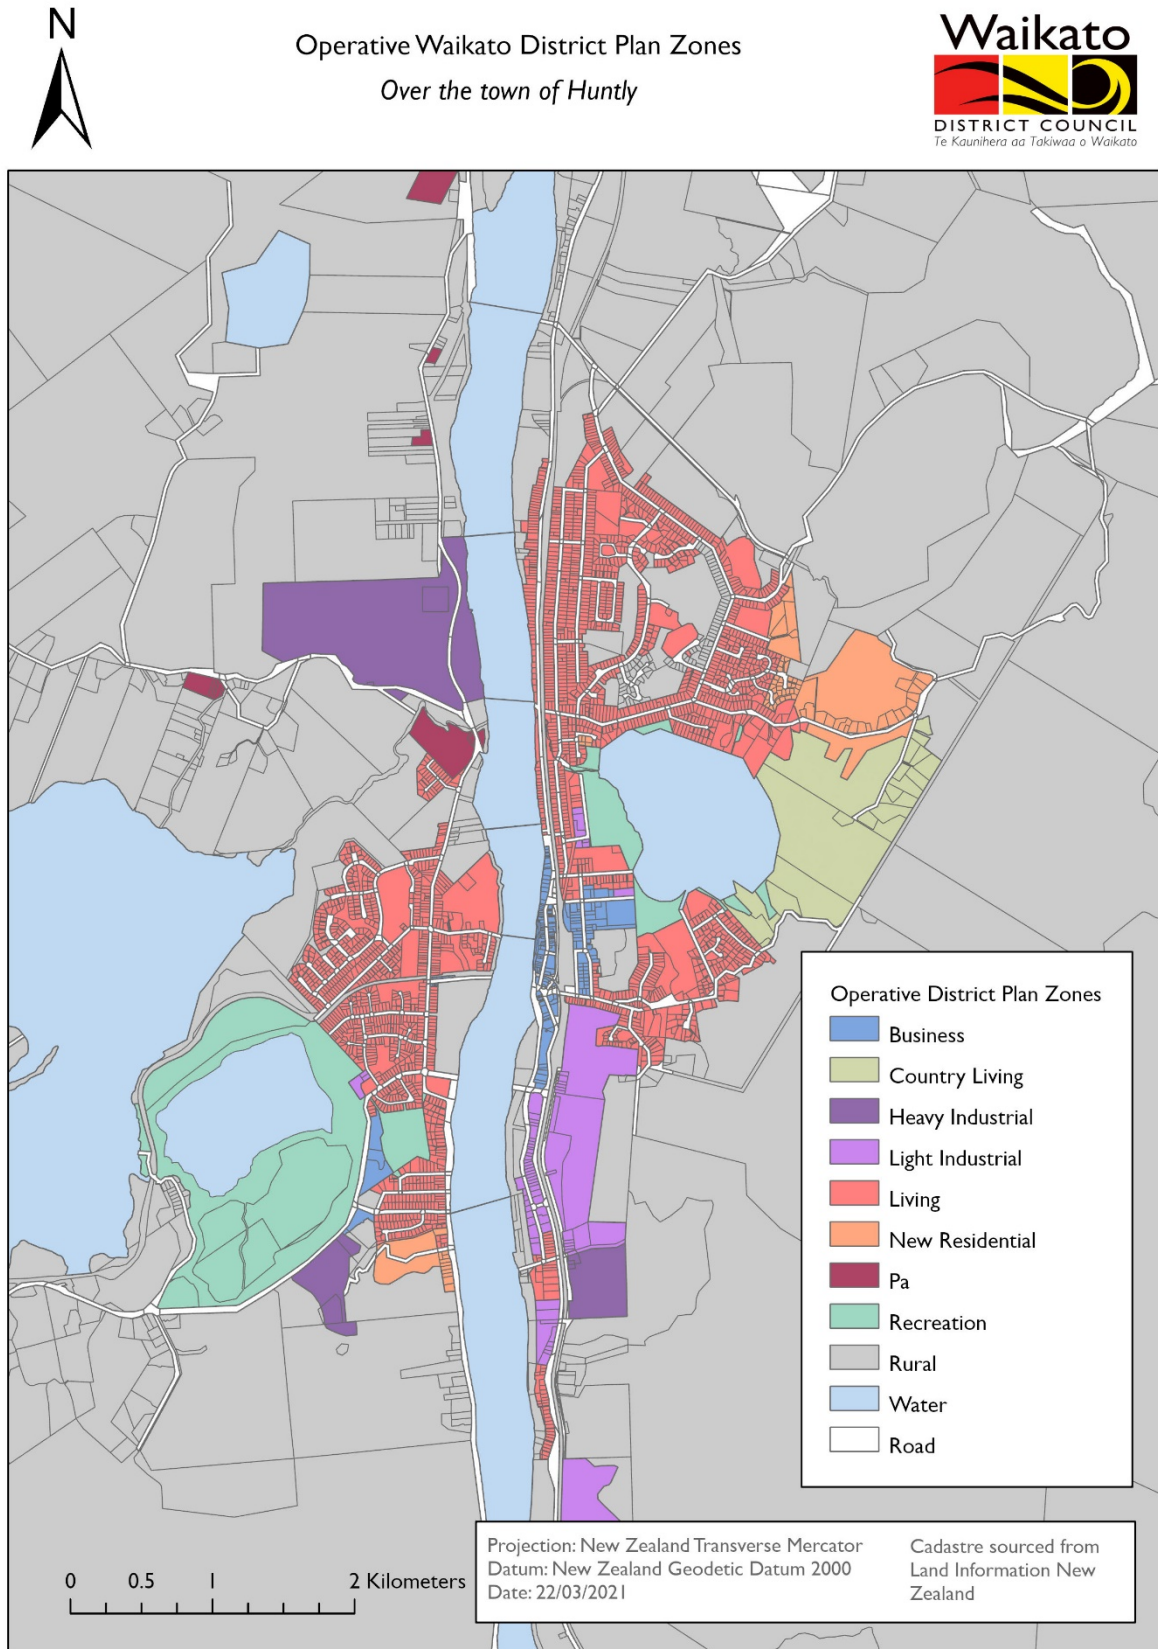 N
Operative Waikato District Plan Zones
Over the town of Huntly
Waikato
DISTRICT COUNCIL
Te Kaunihera aa Takiwaa o Waikato
Operative District Plan Zones
Business
Country Living
Heavy Industrial
Light Industrial
Living
New Residential
Pa
Recreation
Rural
Water
Road
Projection: New Zealand Transverse Mercator
Datum: New Zealand Geodetic Datum 2000
Date: 22/03/2021
Cadastre sourced from
Land Information New
Zealand
0 0.5 1 2 Kilometers